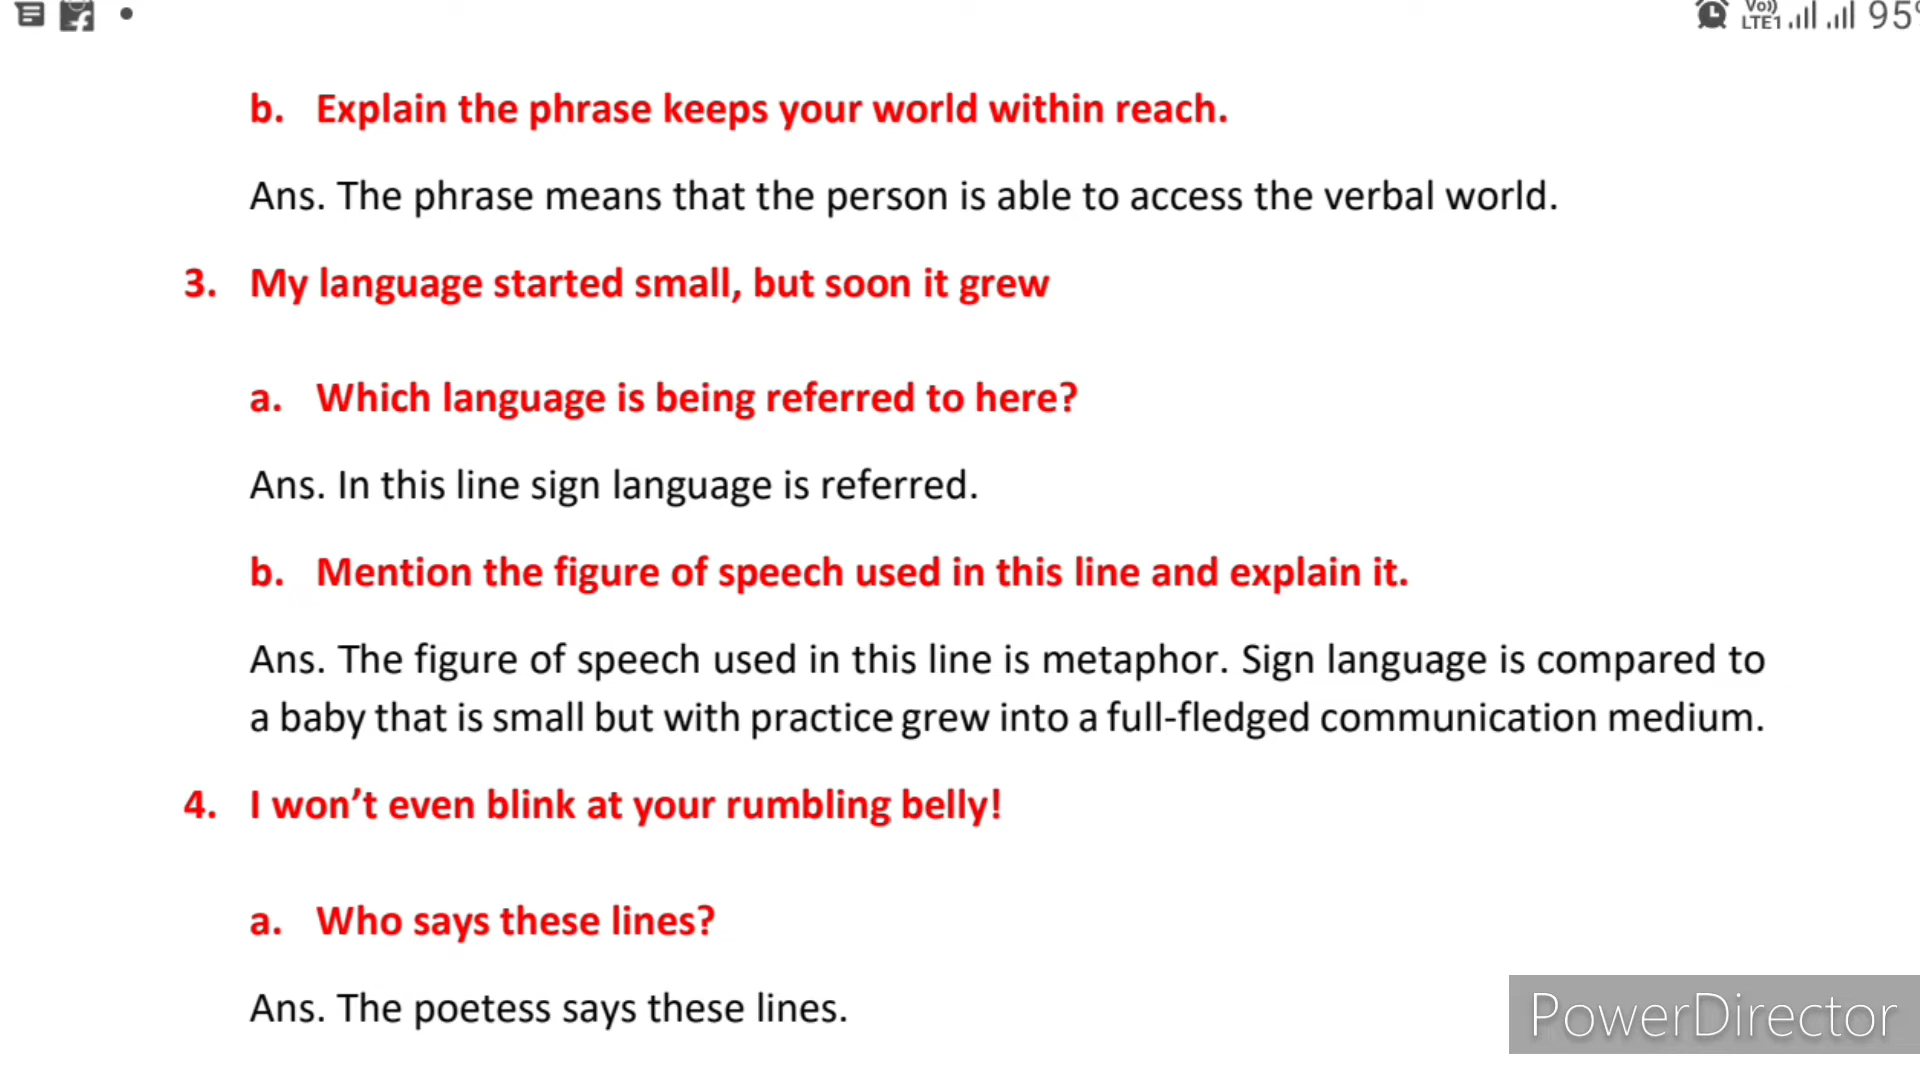 Vo))
LTE1
95
b. Explain the phrase keeps your world within reach.
Ans. The phrase means that the person is able to access the verbal world.
3. My language started small, but soon it grew
a. Which language is being referred to here?
Ans. In this line sign language is referred.
b. Mention the figure of speech used in this line and explain it.
Ans. The figure of speech used in this line is metaphor. Sign language is compared to
a baby that is small but with practice grew into a full-fledged communication medium.
4. I won’t even blink at your rumbling belly!
a. Who says these lines?
Ans. The poetess says these lines.
PowerDirector